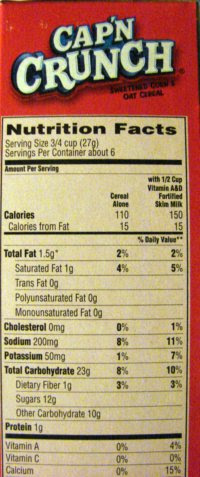 CAP'N
CRUNCH®
SWEETENED CORN &
OAT CEREAL
Nutrition Facts
Serving Size 3/4 cup (27g)
Servings Per Container about 6
Amount Per Serving
Cereal Alone with 1/2 Cup Vitamin A&D Fortified Skim Milk
Calories 110 150
Calories from Fat 15 15
% Daily Value**
Total Fat 1.5g* 2% 2%
Saturated Fat 1g 4% 5%
Trans Fat 0g
Polyunsaturated Fat 0g
Monounsaturated Fat 0g
Cholesterol 0mg 0% 1%
Sodium 200mg 8% 11%
Potassium 50mg 1% 7%
Total Carbohydrate 23g 8% 10%
Dietary Fiber 1g 3% 3%
Sugars 12g
Other Carbohydrate 10g
Protein 1g
Vitamin A 0% 4%
Vitamin C 0% 0%
Calcium 0% 15%